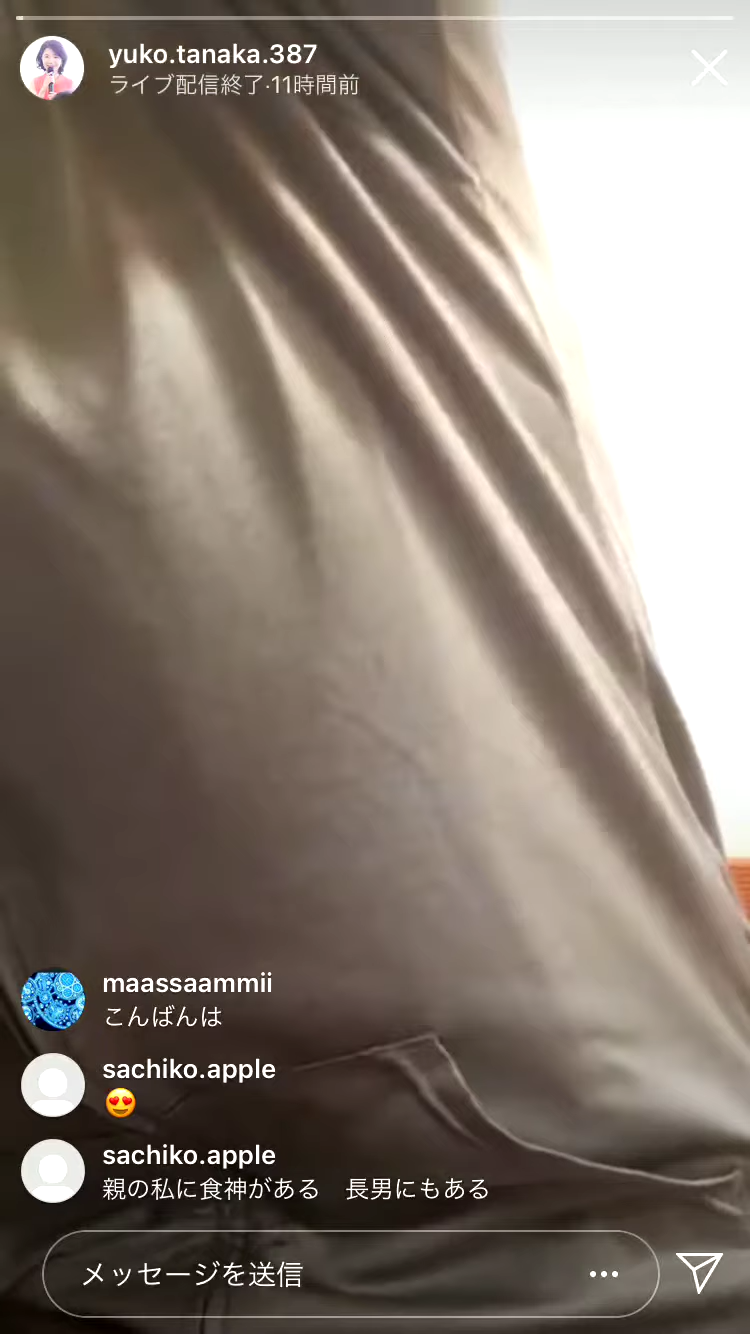 yuko.tanaka.387
ライブ配信終了·11時間前
maassaammii
こんばんは
sachiko.apple
😍
sachiko.apple
親の私に食神がある　長男にもある
メッセージを送信